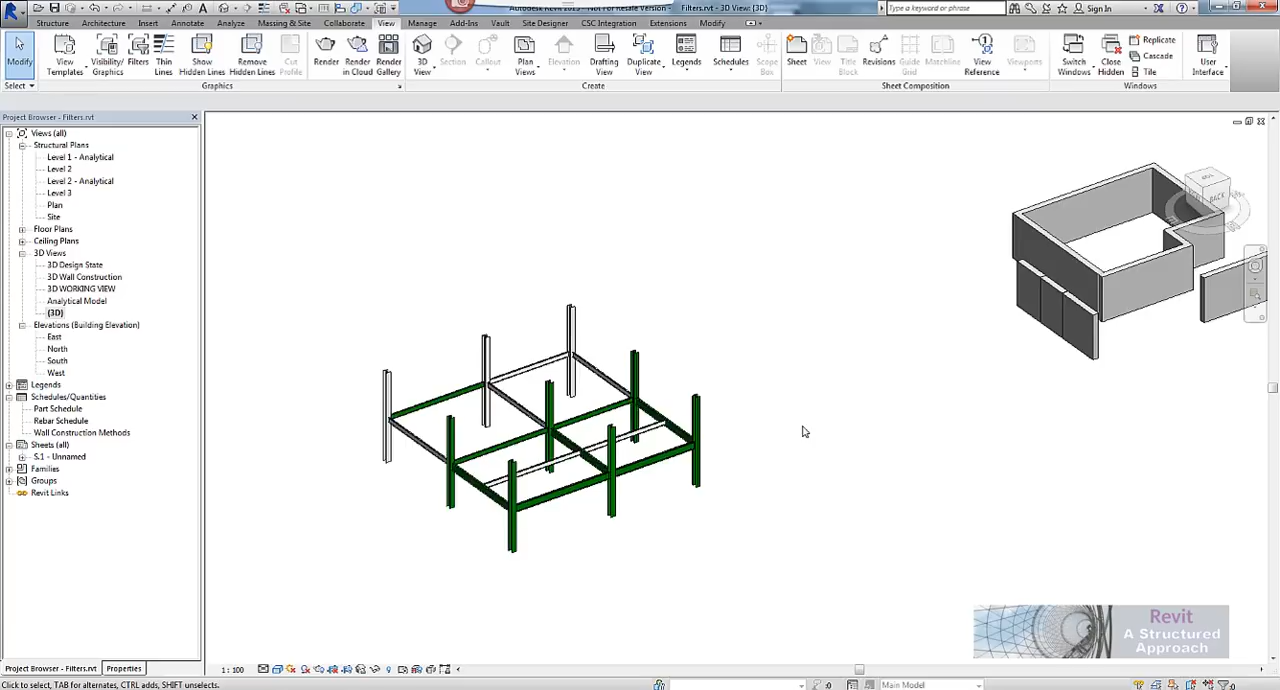 Autodesk Revit 2015 - Not For Resale Version - Filters.rvt - 3D View: {3D}
Type a keyword or phrase
Sign In
Structure Architecture Insert Annotate Analyze Massing & Site Collaborate View Manage Add-Ins Vault Site Designer CSC Integration Extensions Modify
Modify
View Templates
Visibility/ Graphics
Filters
Thin Lines
Show Hidden Lines
Remove Hidden Lines
Cut Profile
Render
Render in Cloud
Render Gallery
3D View
Section
Callout
Plan Views
Elevation
Drafting View
Duplicate View
Legends
Schedules
Scope Box
Sheet
View
Title Block
Revisions
Guide Grid
Matchline
View Reference
Viewports
Switch Windows
Close Hidden
Replicate
Cascade
Tile
User Interface
Select
Graphics
Create
Sheet Composition
Windows
Project Browser - Filters.rvt
Views (all)
Structural Plans
Level 1 - Analytical
Level 2
Level 2 - Analytical
Level 3
Plan
Site
Floor Plans
Ceiling Plans
3D Views
3D Design State
3D Wall Construction
3D WORKING VIEW
Analytical Model
{3D}
Elevations (Building Elevation)
East
North
South
West
Legends
Schedules/Quantities
Part Schedule
Rebar Schedule
Wall Construction Methods
Sheets (all)
S.1 - Unnamed
Families
Groups
Revit Links
BACK
Revit
A Structured
Approach
Project Browser - Filters.rvt Properties
1 : 100
Click to select, TAB for alternates, CTRL adds, SHIFT unselects.
:0
Main Model